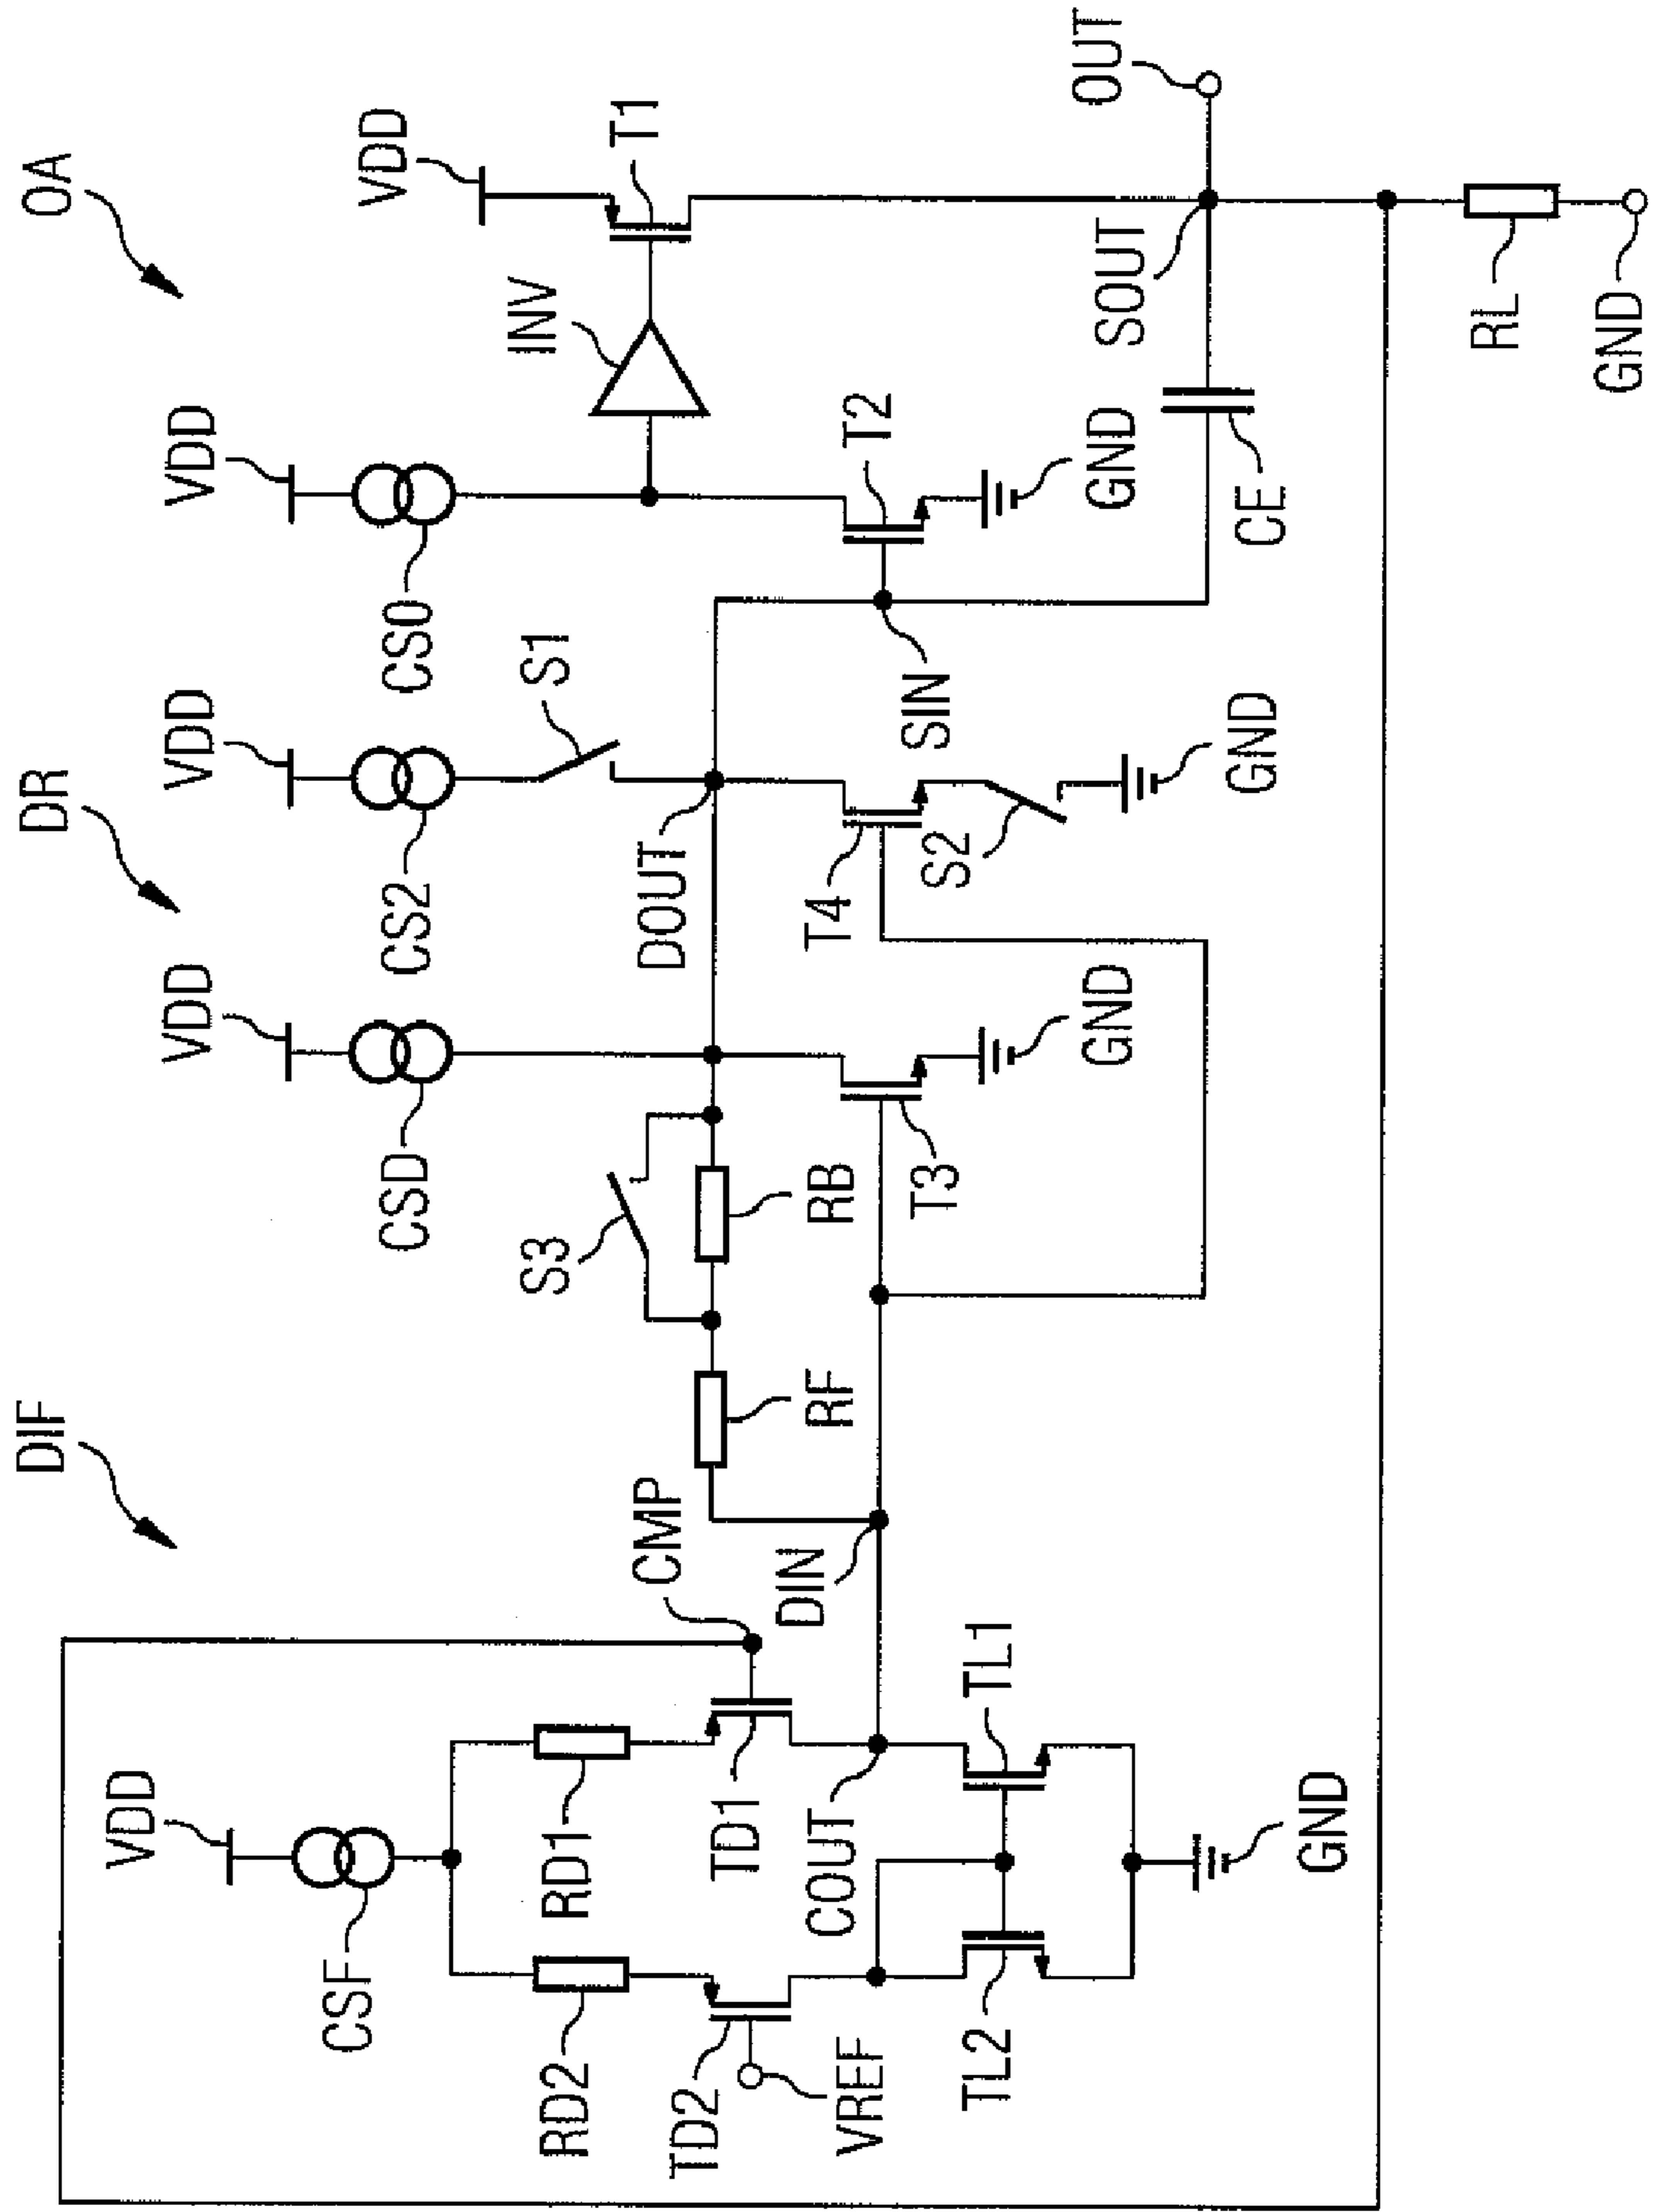 DIF
DR
OA
VDD
VDD
VDD
VDD
VDD
CSF
CSD
CS2
CS0
S3
S1
INV
T1
RD2
RD1
CMP
DOUT
TD2
TD1
RF
RB
VREF
COUT
DIN
T4
T2
T3
S2
SIN
TL2
TL1
GND
GND
SOUT
OUT
GND
GND
CE
RL
GND